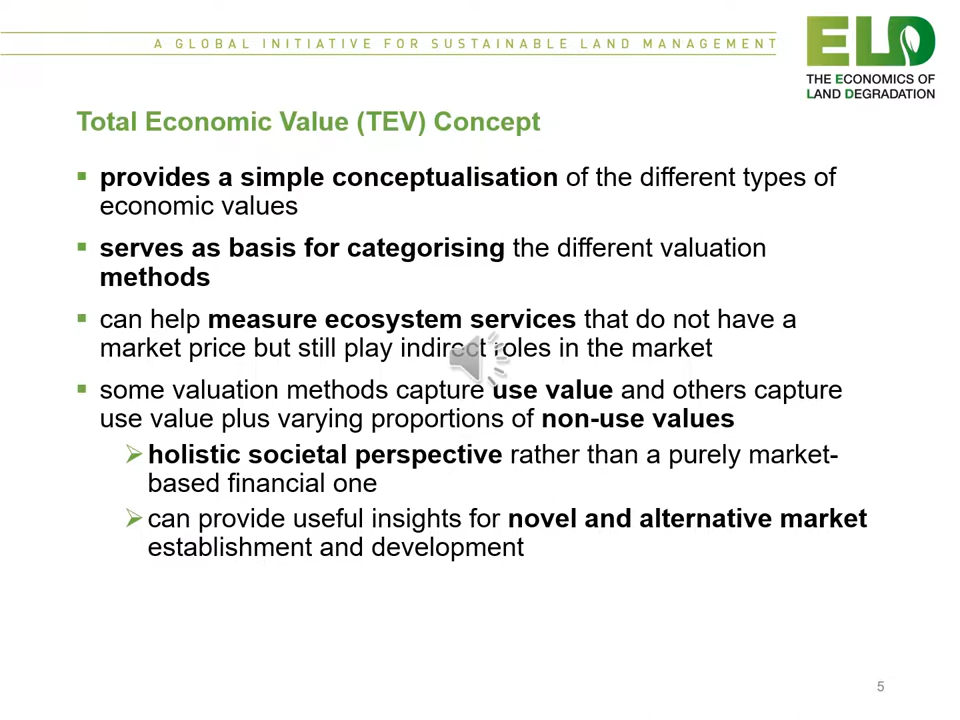 A GLOBAL INITIATIVE FOR SUSTAINABLE LAND MANAGEMENT
ELD
THE ECONOMICS OF
LAND DEGRADATION
Total Economic Value (TEV) Concept
▪ provides a simple conceptualisation of the different types of
economic values
▪ serves as basis for categorising the different valuation
methods
▪ can help measure ecosystem services that do not have a
market price but still play indirect roles in the market
▪ some valuation methods capture use value and others capture
use value plus varying proportions of non-use values
➢ holistic societal perspective rather than a purely market-
based financial one
➢ can provide useful insights for novel and alternative market
establishment and development
5